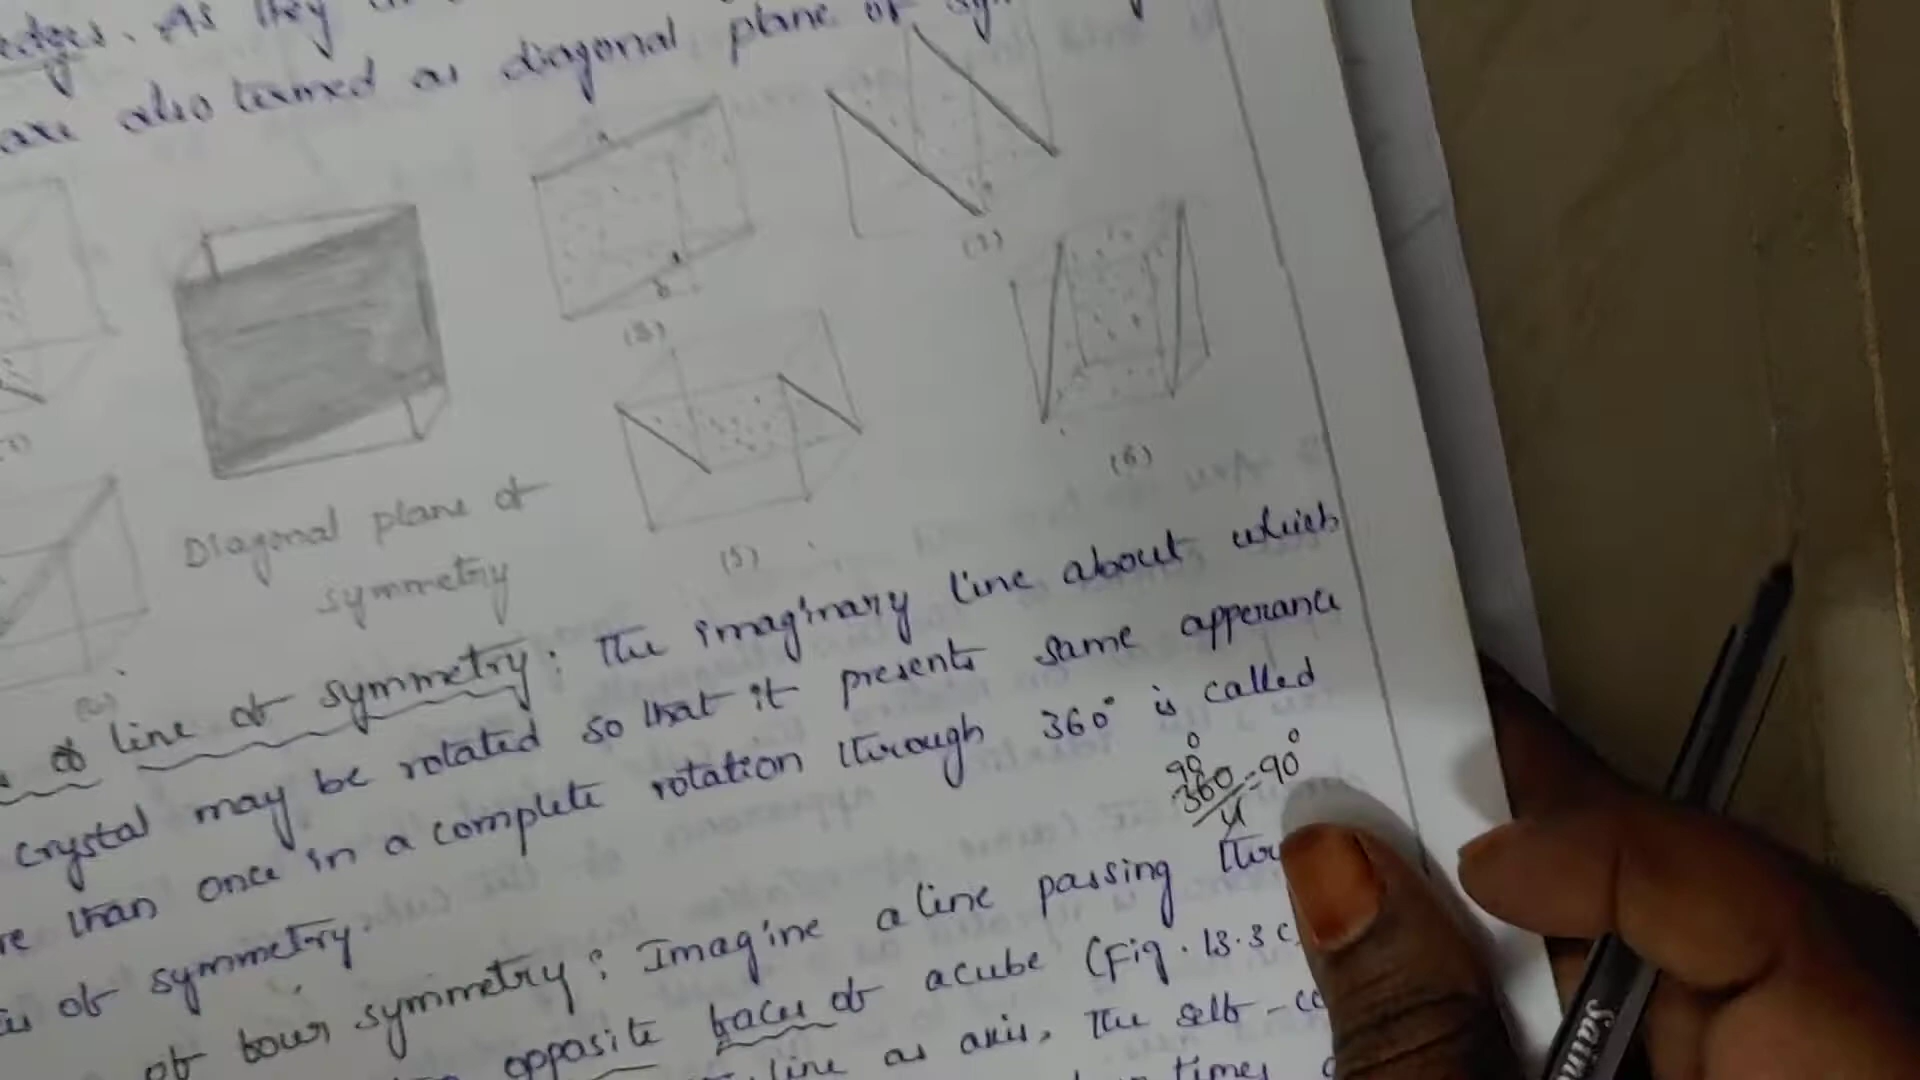 edges. As they
are also termed as diagonal plane of
(3)
(2)
(6)
(5)
Diagonal plane of
symmetry
of line of symmetry: The imaginary line about which
crystal may be rotated so that it presents same apperance
than once in a complete rotation through 360° is called
of symmetry.
360/4 = 90°
90
of four symmetry: Imagine a line passing
opposite faces of a cube (Fig. 13.3 c
line as axis, The self-
times